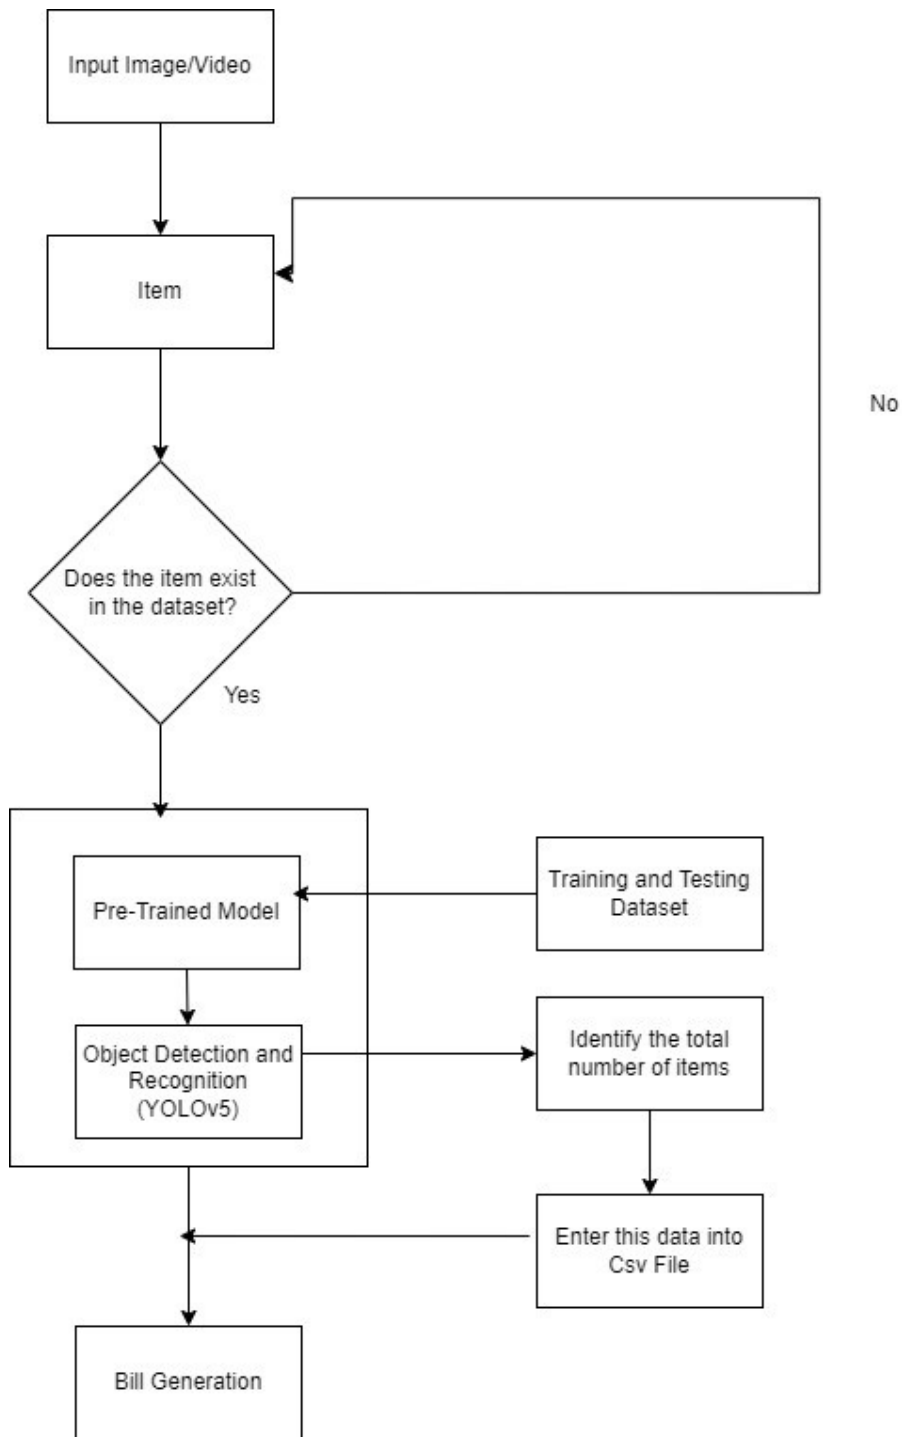 Input Image/Video
Item
No
Does the item exist
in the dataset?
Yes
Pre-Trained Model
Training and Testing
Dataset
Object Detection and
Recognition
(YOLOv5)
Identify the total
number of items
Enter this data into
Csv File
Bill Generation